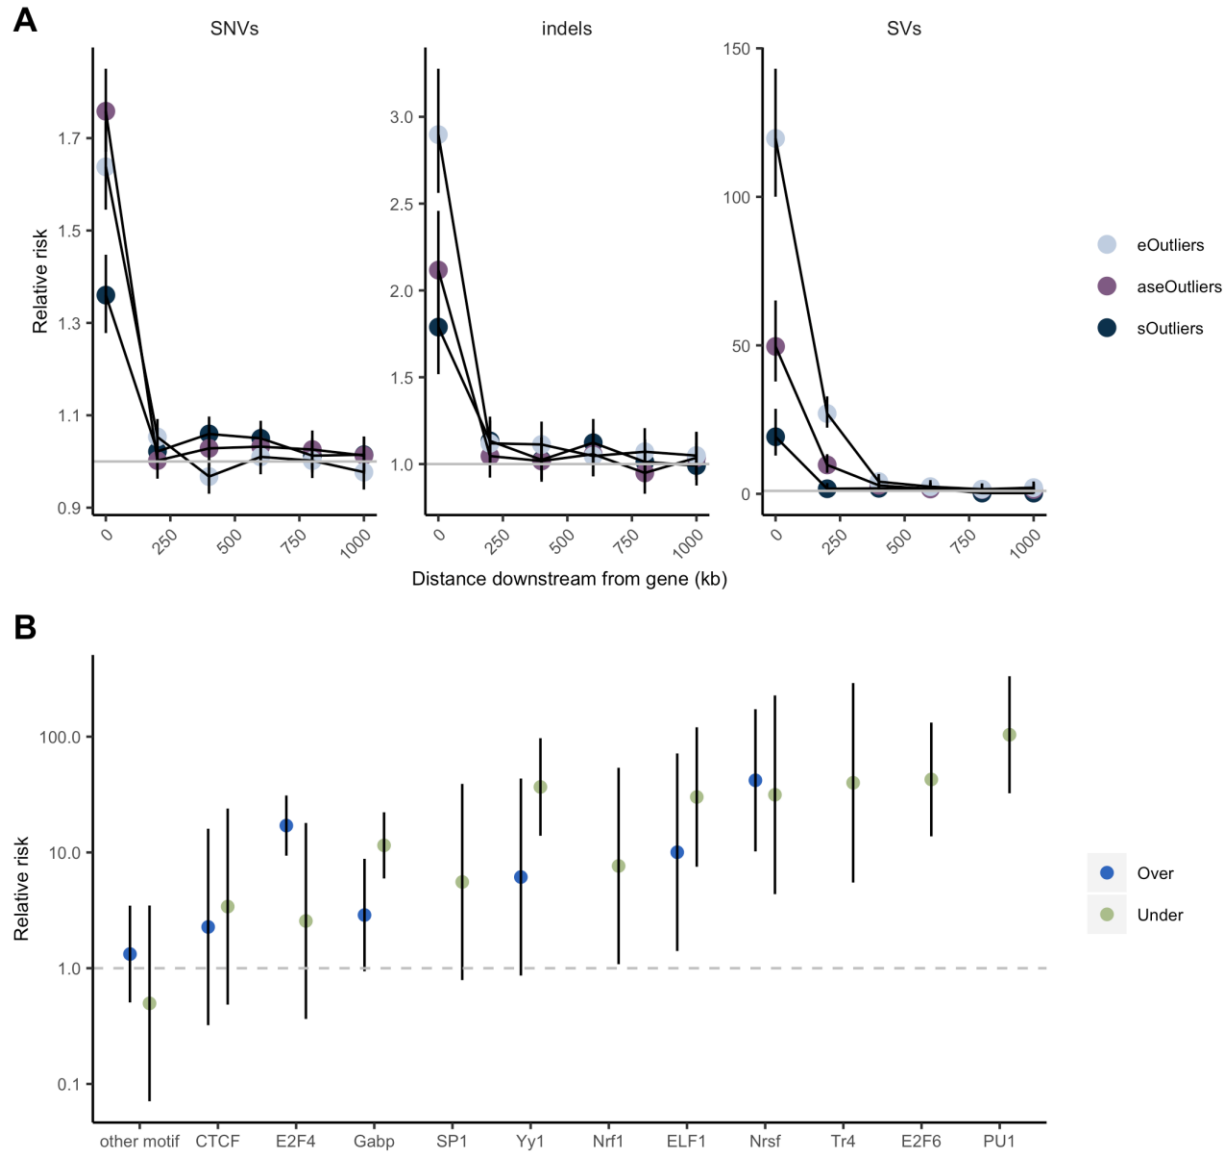 A
SNVs
indels
SVs
Relative risk
1.7
1.5
1.3
1.1
0.9
3.0
2.5
2.0
1.5
1.0
150
100
50
0
0 250 500 750 1000
0 250 500 750 1000
0 250 500 750 1000
Distance downstream from gene (kb)
eOutliers
aseOutliers
sOutliers
B
Relative risk
100.0
10.0
1.0
0.1
other motif CTCF E2F4 Gabp SP1 Yy1 Nrf1 ELF1 Nrsf Tr4 E2F6 PU1
Over
Under